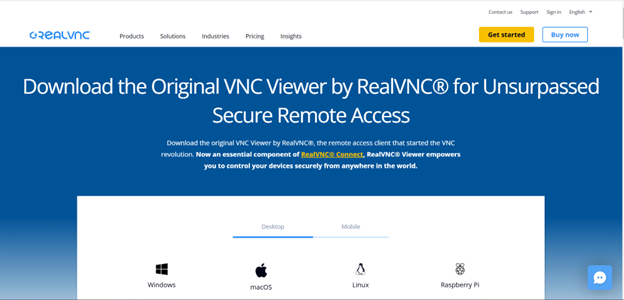 Contact us Support Sign in English
REALVNC Products Solutions Industries Pricing Insights Get started Buy now
Download the Original VNC Viewer by RealVNC® for Unsurpassed
Secure Remote Access
Download the original VNC Viewer by RealVNC®, the remote access client that started the VNC
revolution. Now an essential component of RealVNC® Connect, RealVNC® Viewer empowers
you to control your devices securely from anywhere in the world.
Desktop Mobile
Windows macOS Linux Raspberry Pi